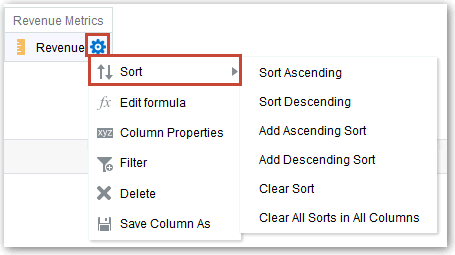 Revenue Metrics
Revenue
Sort
fx Edit formula
xyz Column Properties
Filter
Delete
Save Column As
Sort Ascending
Sort Descending
Add Ascending Sort
Add Descending Sort
Clear Sort
Clear All Sorts in All Columns